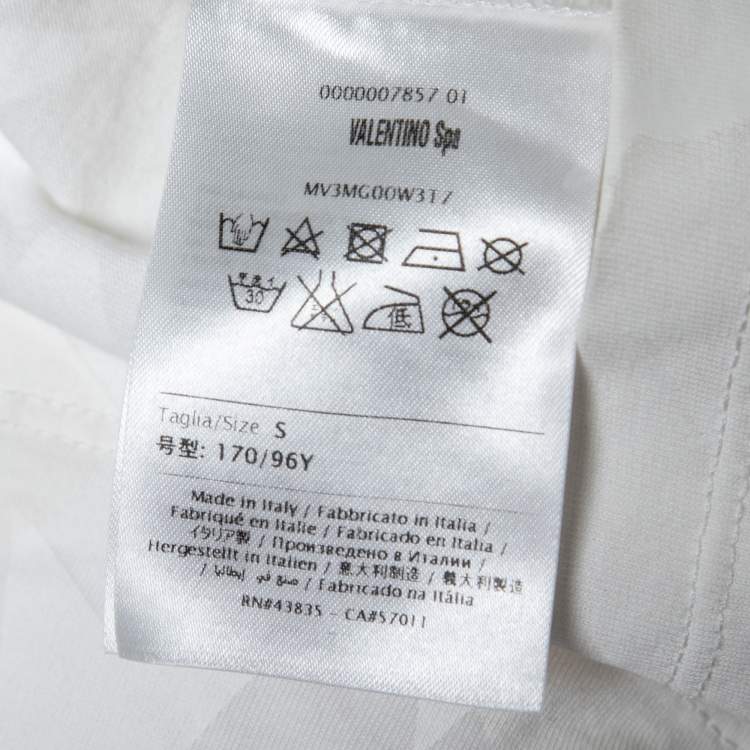 0000007857 01
VALENTINO Spa
MV3MG00W317
30
低
Taglia/Size S
号型: 170/96Y
Made in Italy / Fabbricato in Italia /
Fabriqué en Italie / Fabricado en Italia /
イタリア製 / Произведено в Италии /
Hergestellt in Italien / 意大利制造 / 義大利製造
/ صنع في إيطاليا / Fabricado na Itália
RN#43835 - CA#57011